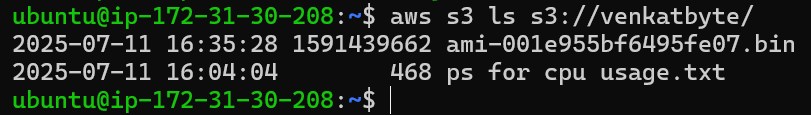 ubuntu@ip-172-31-30-208:~$ aws s3 ls s3://venkatbyte/
2025-07-11 16:35:28 1591439662 ami-001e955bf6495fe07.bin
2025-07-11 16:04:04        468 ps for cpu usage.txt
ubuntu@ip-172-31-30-208:~$